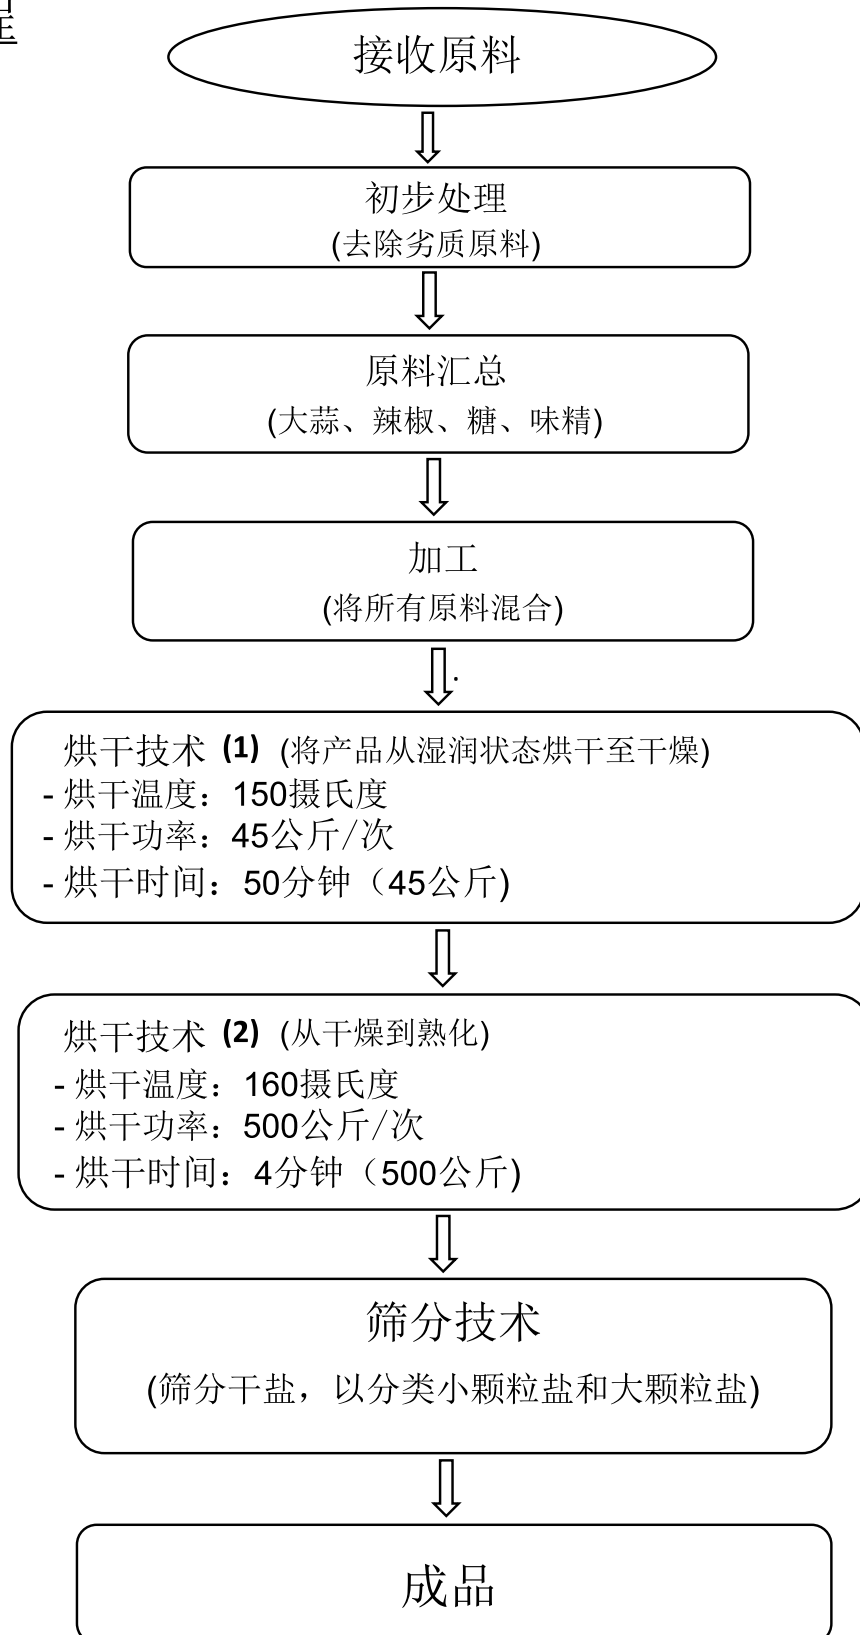 程
接收原料
初步处理
(去除劣质原料)
原料汇总
(大蒜、辣椒、糖、味精)
加工
(将所有原料混合)
.
烘干技术 (1) (将产品从湿润状态烘干至干燥)
- 烘干温度：150摄氏度
- 烘干功率：45公斤/次
- 烘干时间：50分钟（45公斤)
烘干技术 (2) (从干燥到熟化)
- 烘干温度：160摄氏度
- 烘干功率：500公斤/次
- 烘干时间：4分钟（500公斤)
筛分技术
(筛分干盐，以分类小颗粒盐和大颗粒盐)
成品